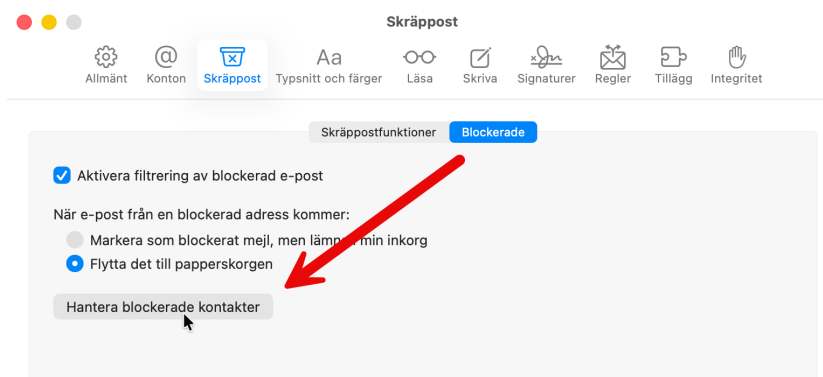 Skräppost
Aa
Allmänt Konton Skräppost Typsnitt och färger Läsa Skriva Signaturer Regler Tillägg Integritet
Skräppostfunktioner Blockerade
Aktivera filtrering av blockerad e-post
När e-post från en blockerad adress kommer:
Markera som blockerat mejl, men i min inkorg
Flytta det till papperskorgen
Hantera blockerade kontakter